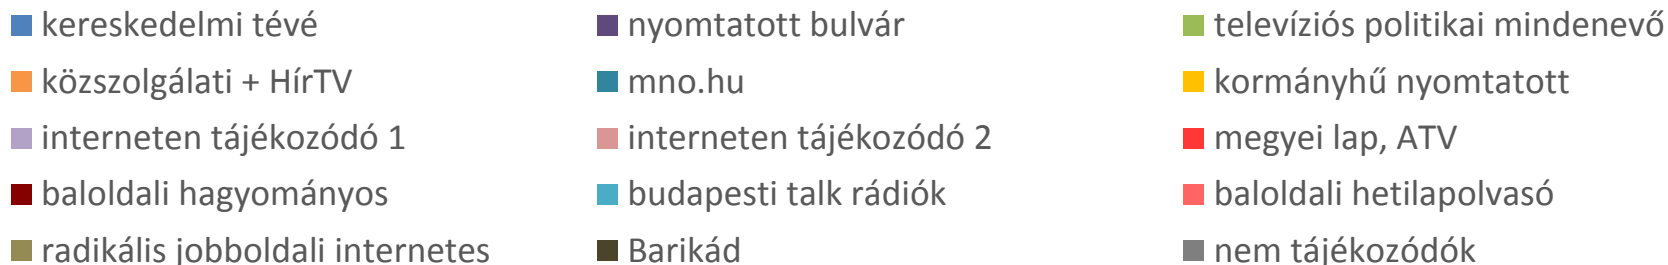 kereskedelmi tévé nyomtatott bulvár televíziós politikai mindenevő
közszolgálati + HírTV mno.hu kormányhű nyomtatott
interneten tájékozódó 1 interneten tájékozódó 2 megyei lap, ATV
baloldali hagyományos budapesti talk rádiók baloldali hetilapolvasó
radikális jobboldali internetes Barikád nem tájékozódók